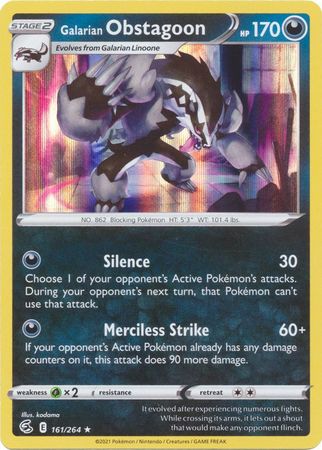 STAGE 2 Galarian Obstagoon HP 170
Evolves from Galarian Linoone
NO. 862 Blocking Pokémon HT: 5'3" WT: 101.4 lbs.
Silence 30
Choose 1 of your opponent's Active Pokémon's attacks.
During your opponent's next turn, that Pokémon can't
use that attack.
Merciless Strike 60+
If your opponent's Active Pokémon already has any damage
counters on it, this attack does 90 more damage.
weakness ×2 resistance retreat
Illus. kodama
It evolved after experiencing numerous fights.
While crossing its arms, it lets out a shout
that would make any opponent flinch.
161/264 ★
©2021 Pokémon / Nintendo / Creatures / GAME FREAK